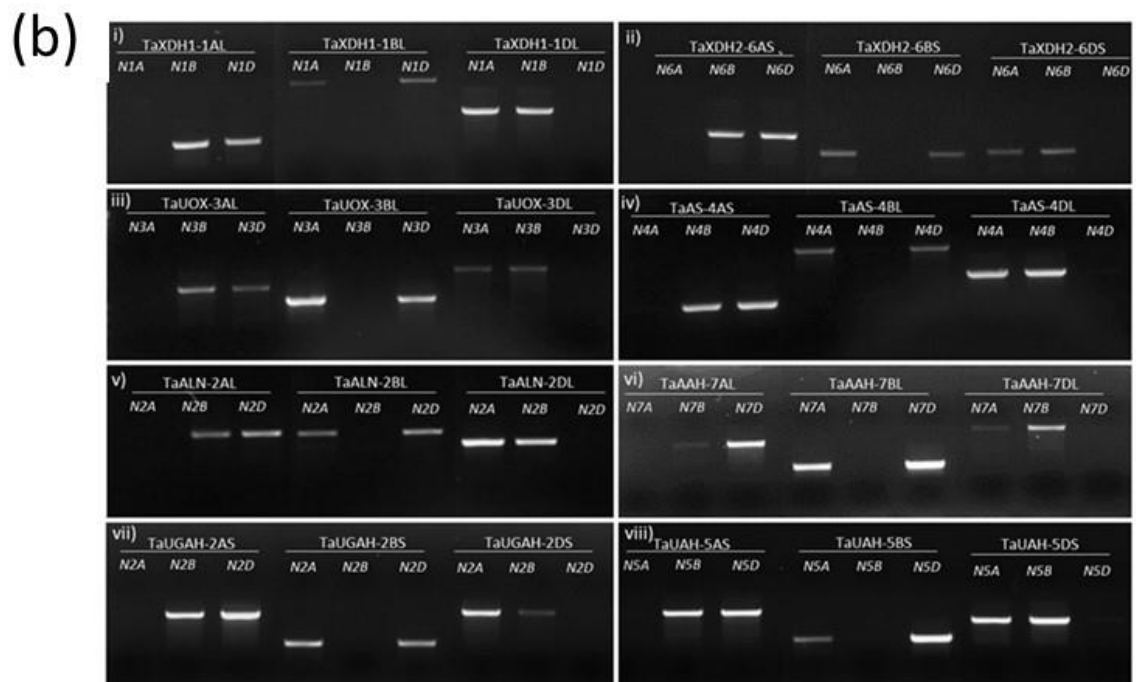 (b)
i)
TaXDH1-1AL TaXDH1-1BL TaXDH1-1DL
N1A N1B N1D N1A N1B N1D N1A N1B N1D
ii)
TaXDH2-6AS TaXDH2-6BS TaXDH2-6DS
N6A N6B N6D N6A N6B N6D N6A N6B N6D
iii)
TaUOX-3AL TaUOX-3BL TaUOX-3DL
N3A N3B N3D N3A N3B N3D N3A N3B N3D
iv)
TaAS-4AS TaAS-4BL TaAS-4DL
N4A N4B N4D N4A N4B N4D N4A N4B N4D
v)
TaALN-2AL TaALN-2BL TaALN-2DL
N2A N2B N2D N2A N2B N2D N2A N2B N2D
vi)
TaAAH-7AL TaAAH-7BL TaAAH-7DL
N7A N7B N7D N7A N7B N7D N7A N7B N7D
vii)
TaUGAH-2AS TaUGAH-2BS TaUGAH-2DS
N2A N2B N2D N2A N2B N2D N2A N2B N2D
viii)
TaUAH-5AS TaUAH-5BS TaUAH-5DS
N5A N5B N5D N5A N5B N5D N5A N5B N5D